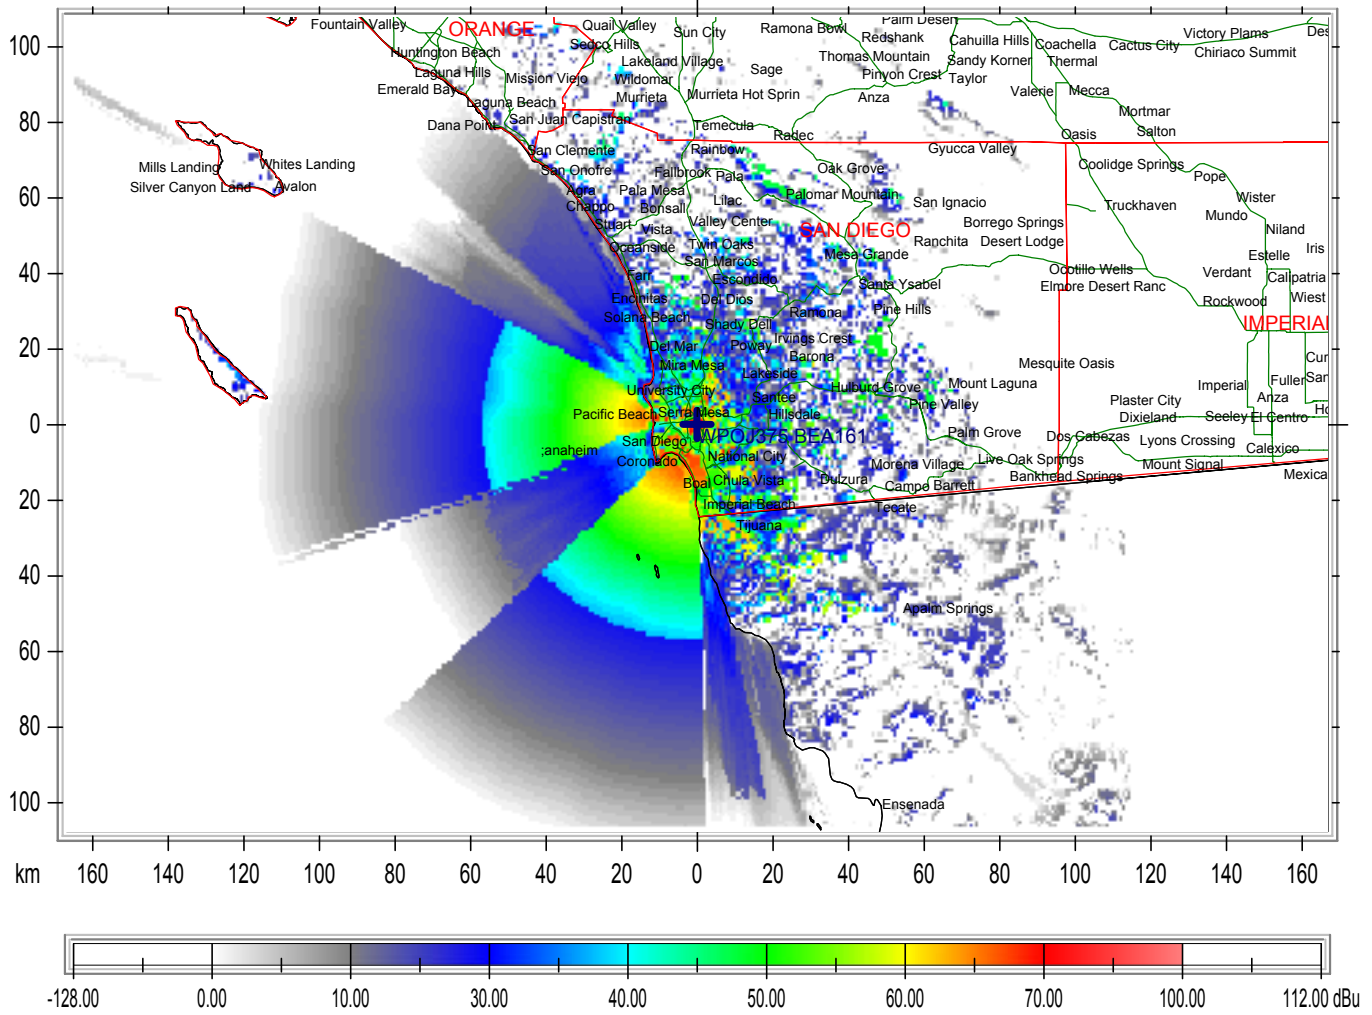 Fountain Valley
ORANGE
Quail Valley
Sun City
Ramona Bowl
Palm Desert
Redshank
Victory Plams
Des
100
Huntington Beach
Sedco Hills
Cahuilla Hills
Coachella
Cactus City
Chiriaco Summit
Lakeland Village
Thomas Mountain
Sandy Korner
Thermal
Laguna Hills
Mission Viejo
Wildomar
Sage
Pinyon Crest
Taylor
Emerald Bay
Murrieta
Murrieta Hot Sprin
Anza
Valerie
Mecca
Laguna Beach
Mortmar
80
Dana Point
San Juan Capistran
Temecula
Radec
Oasis
Salton
San Clemente
Rainbow
Gyucca Valley
Mills Landing
Whites Landing
San Onofre
Fallbrook
Pala
Oak Grove
Coolidge Springs
Pope
Silver Canyon Land
Avalon
Agra
Pala Mesa
Palomar Mountain
60
Chappo
Bonsall
Lilac
San Ignacio
Truckhaven
Wister
Stuart
Vista
Valley Center
SAN DIEGO
Borrego Springs
Mundo
Niland
Oceanside
Twin Oaks
Ranchita
Desert Lodge
Iris
San Marcos
Mesa Grande
Estelle
40
Farr
Escondido
Santa Ysabel
Ocotillo Wells
Verdant
Calipatria
Elmore Desert Ranc
Encinitas
Del Dios
Rockwood
Wiest
Solana Beach
Shady Dell
Ramona
Pine Hills
IMPERIAL
20
Del Mar
Poway
Irvings Crest
Barona
Cur
Mira Mesa
Lakeside
Mesquite Oasis
Fuller
San
University City
Hulburd Grove
Mount Laguna
Imperial
Santee
Pine Valley
Plaster City
Anza
0
Pacific Beach
Serra Mesa
Hillsdale
Dixieland
Seeley
El Centro
Ho
WPOJ375 BEA161
San Diego
Palm Grove
Dos Cabezas
Lyons Crossing
;anaheim
Coronado
National City
Morena Village
Live Oak Springs
Mount Signal
Calexico
Boal
Chula Vista
Dulzura
Campo
Barrett
Bankhead Springs
Mexica
20
Imperial Beach
Tecate
Tijuana
40
Apalm Springs
60
80
100
Ensenada
km 160 140 120 100 80 60 40 20 0 20 40 60 80 100 120 140 160
-128.00 0.00 10.00 30.00 40.00 50.00 60.00 70.00 100.00 112.00 dBu